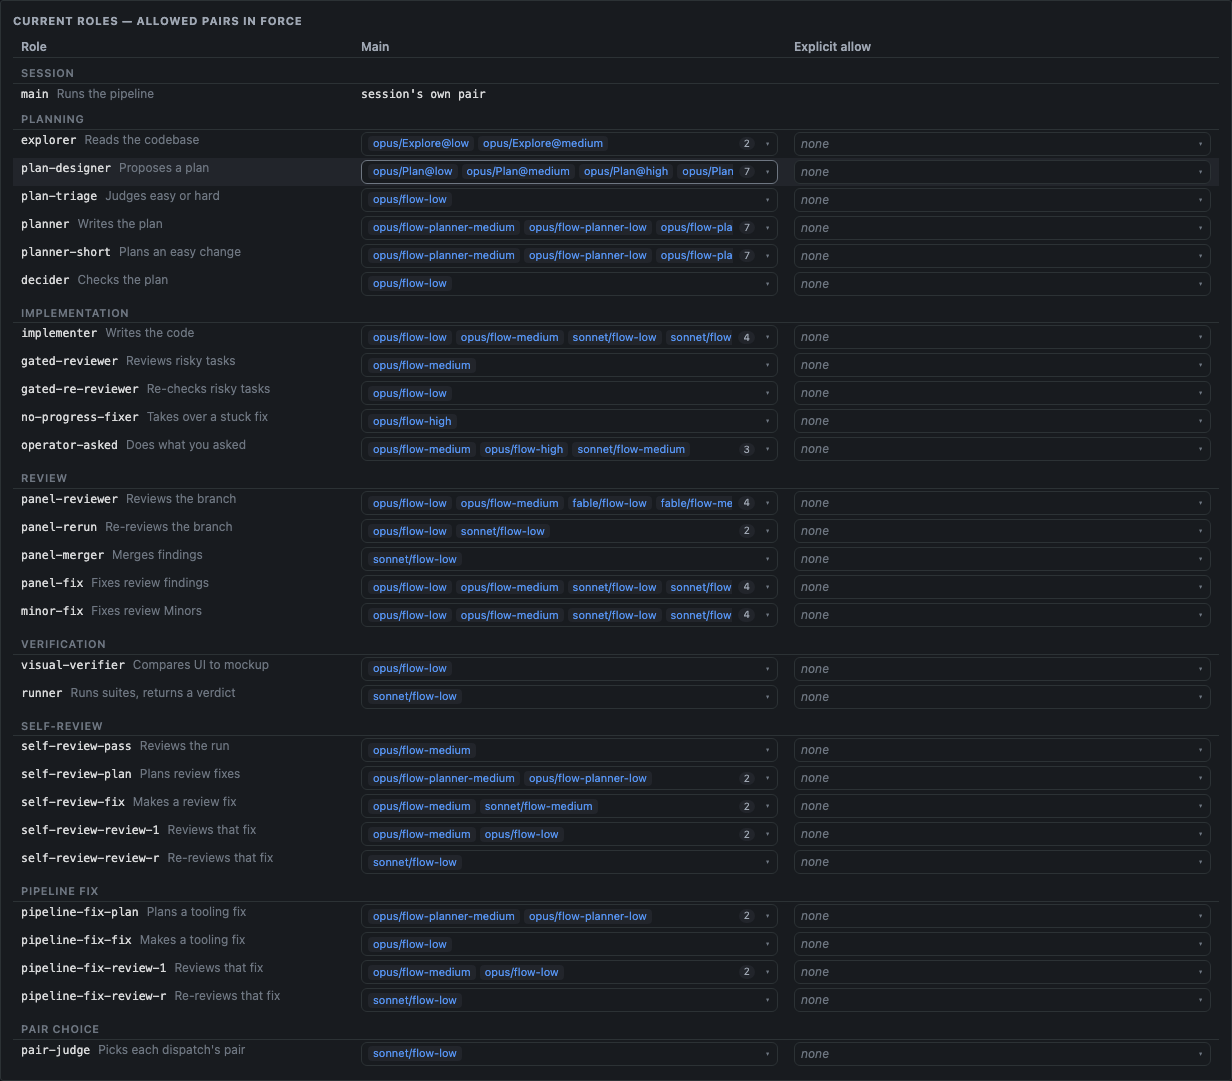 CURRENT ROLES — ALLOWED PAIRS IN FORCE
Role Main Explicit allow
SESSION
main Runs the pipeline session's own pair
PLANNING
explorer Reads the codebase opus/Explore@low opus/Explore@medium 2 none
plan-designer Proposes a plan opus/Plan@low opus/Plan@medium opus/Plan@high opus/Plan 7 none
plan-triage Judges easy or hard opus/flow-low none
planner Writes the plan opus/flow-planner-medium opus/flow-planner-low opus/flow-pla 7 none
planner-short Plans an easy change opus/flow-planner-medium opus/flow-planner-low opus/flow-pla 7 none
decider Checks the plan opus/flow-low none
IMPLEMENTATION
implementer Writes the code opus/flow-low opus/flow-medium sonnet/flow-low sonnet/flow 4 none
gated-reviewer Reviews risky tasks opus/flow-medium none
gated-re-reviewer Re-checks risky tasks opus/flow-low none
no-progress-fixer Takes over a stuck fix opus/flow-high none
operator-asked Does what you asked opus/flow-medium opus/flow-high sonnet/flow-medium 3 none
REVIEW
panel-reviewer Reviews the branch opus/flow-low opus/flow-medium fable/flow-low fable/flow-me 4 none
panel-rerun Re-reviews the branch opus/flow-low sonnet/flow-low 2 none
panel-merger Merges findings sonnet/flow-low none
panel-fix Fixes review findings opus/flow-low opus/flow-medium sonnet/flow-low sonnet/flow 4 none
minor-fix Fixes review Minors opus/flow-low opus/flow-medium sonnet/flow-low sonnet/flow 4 none
VERIFICATION
visual-verifier Compares UI to mockup opus/flow-low none
runner Runs suites, returns a verdict sonnet/flow-low none
SELF-REVIEW
self-review-pass Reviews the run opus/flow-medium none
self-review-plan Plans review fixes opus/flow-planner-medium opus/flow-planner-low 2 none
self-review-fix Makes a review fix opus/flow-medium sonnet/flow-medium 2 none
self-review-review-1 Reviews that fix opus/flow-medium opus/flow-low 2 none
self-review-review-r Re-reviews that fix sonnet/flow-low none
PIPELINE FIX
pipeline-fix-plan Plans a tooling fix opus/flow-planner-medium opus/flow-planner-low 2 none
pipeline-fix-fix Makes a tooling fix opus/flow-low none
pipeline-fix-review-1 Reviews that fix opus/flow-medium opus/flow-low 2 none
pipeline-fix-review-r Re-reviews that fix sonnet/flow-low none
PAIR CHOICE
pair-judge Picks each dispatch's pair sonnet/flow-low none